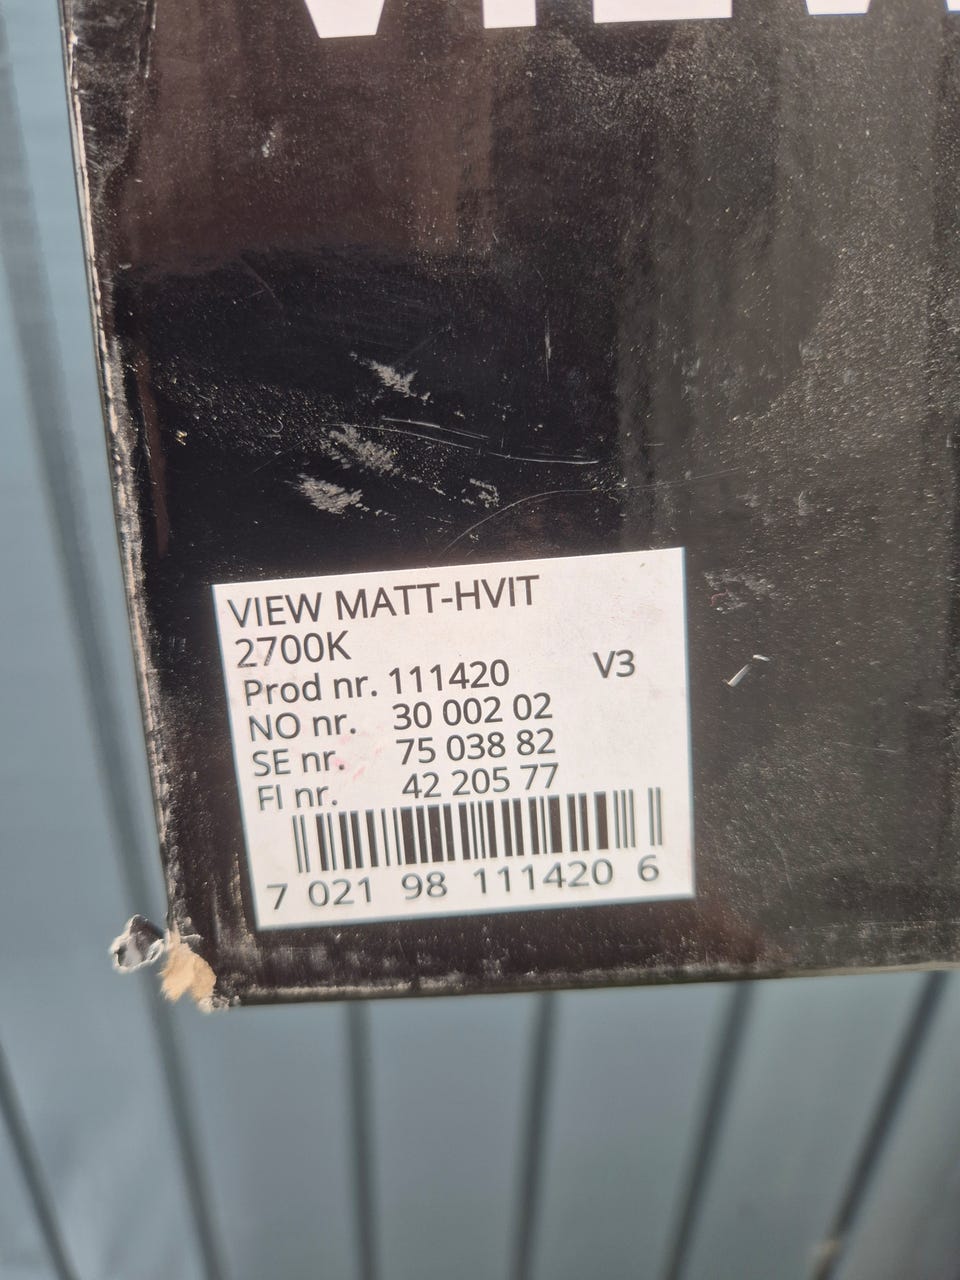 VIEW
VIEW MATT-HVIT
2700K
Prod nr. 111420 V3
NO nr. 30 002 02
SE nr. 75 038 82
FI nr. 42 205 77
7 021 98 111420 6